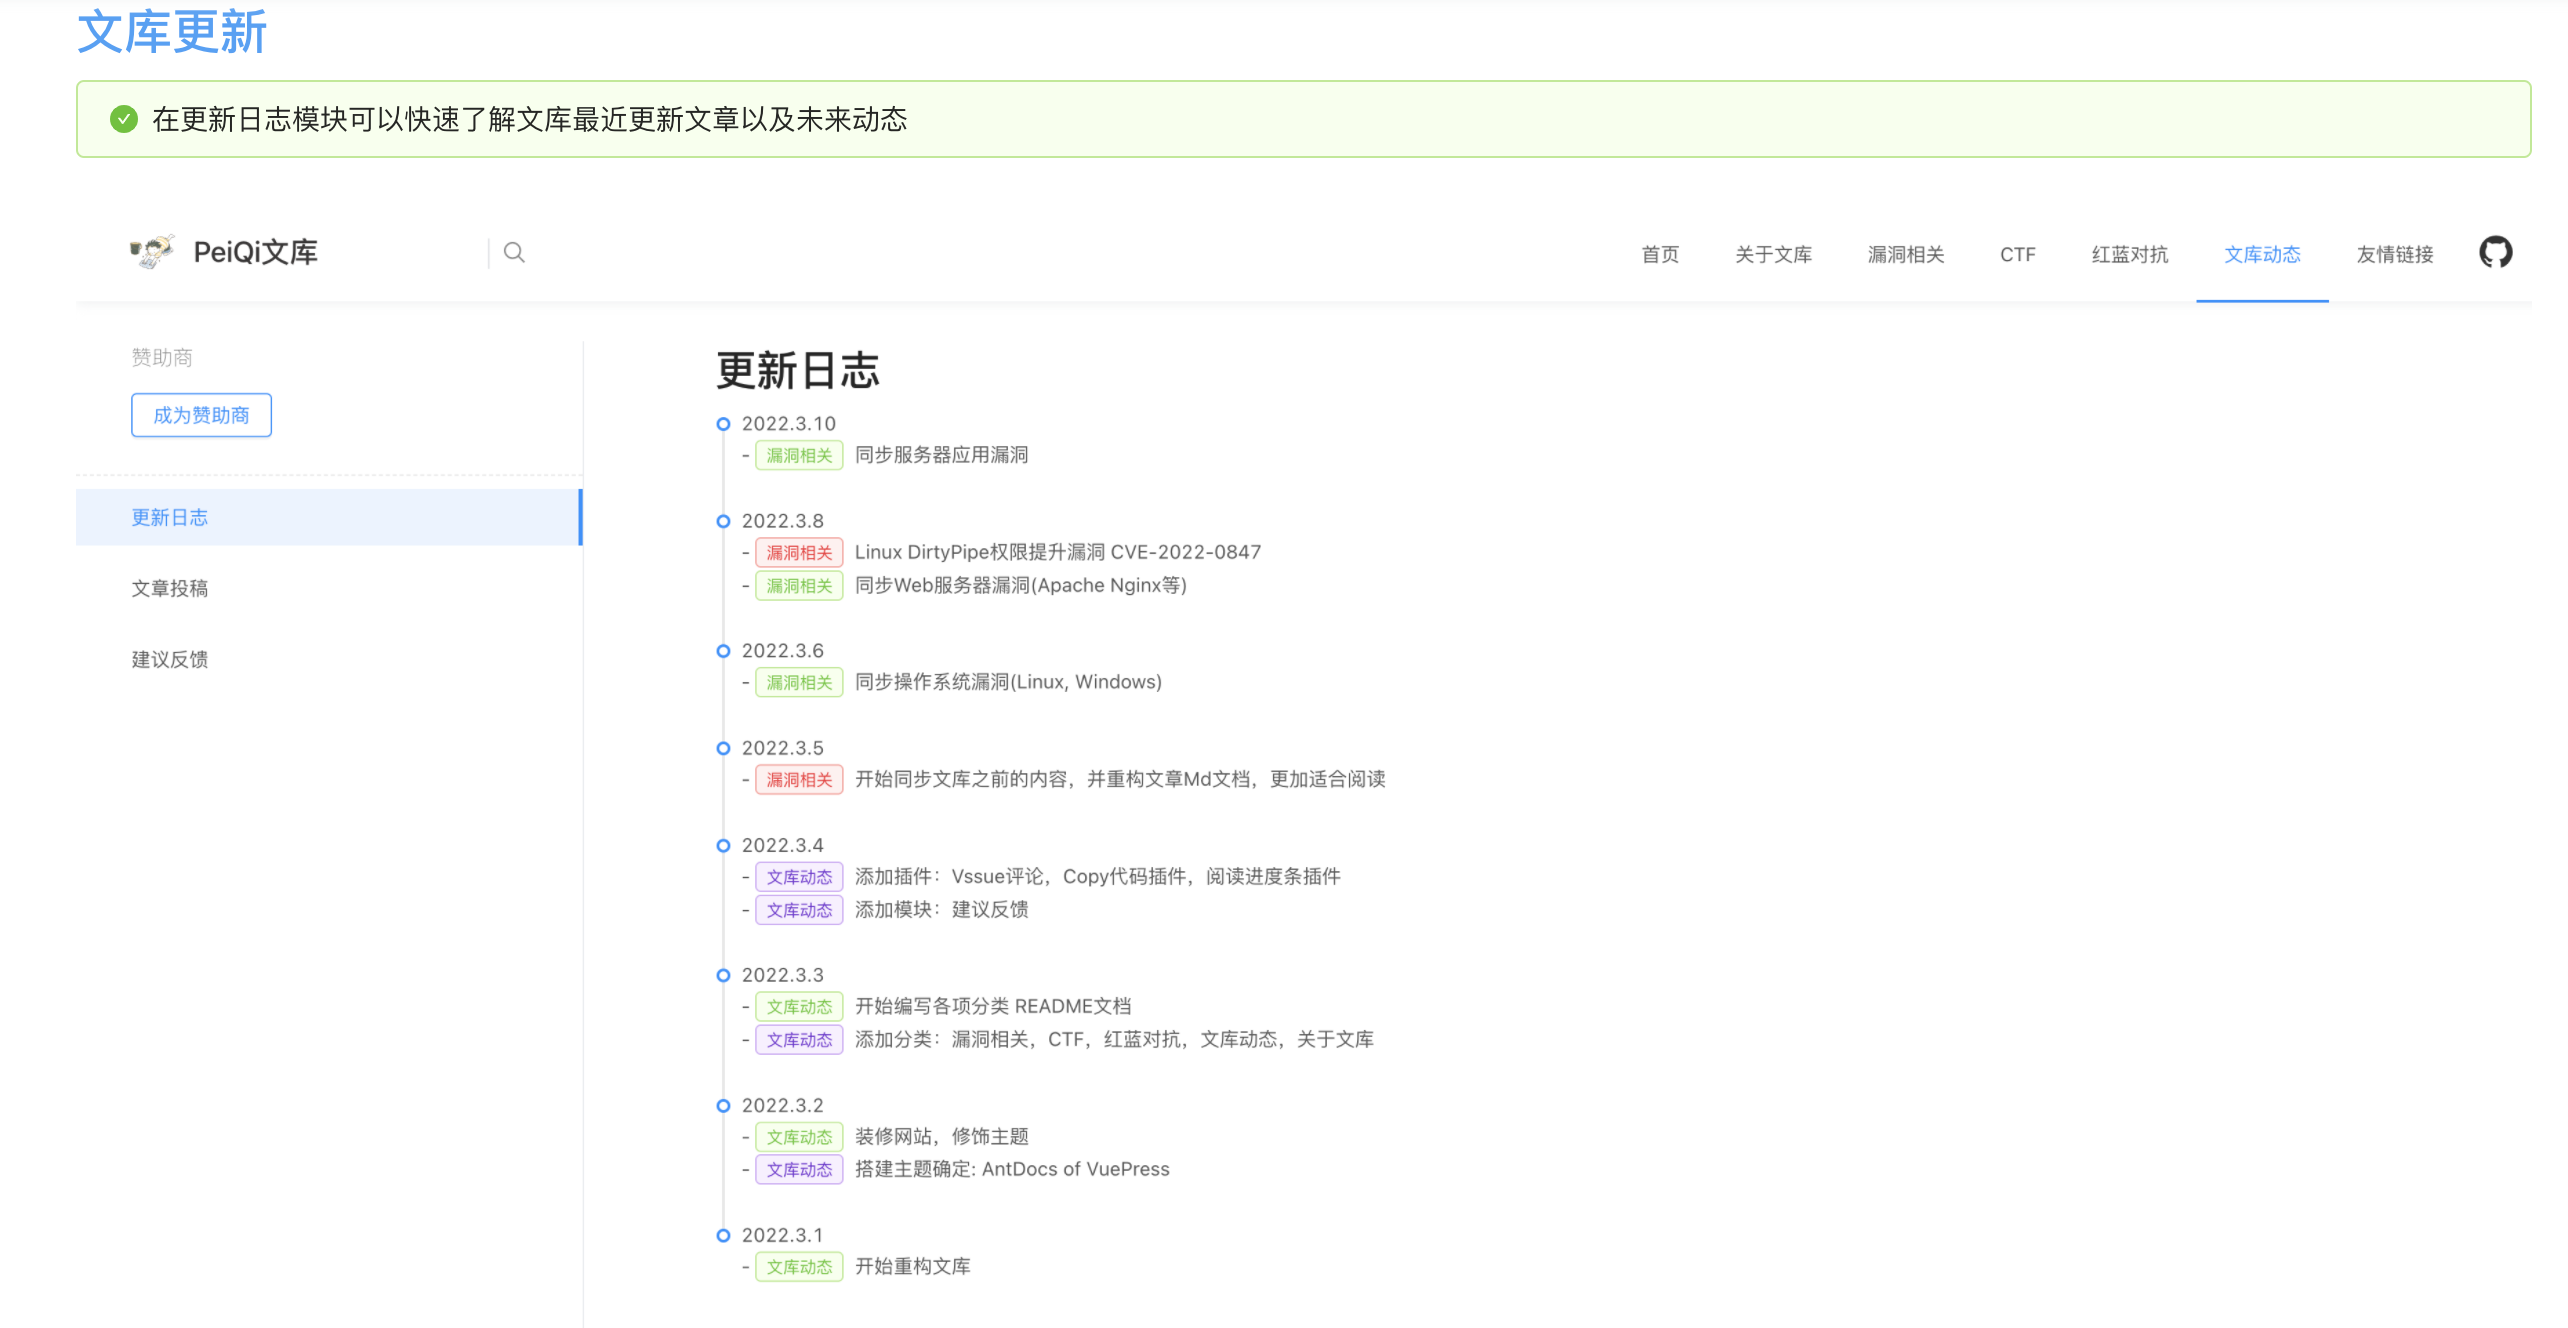 文库更新
在更新日志模块可以快速了解文库最近更新文章以及未来动态
PeiQi文库
首页 关于文库 漏洞相关 CTF 红蓝对抗 文库动态 友情链接
赞助商
成为赞助商
更新日志
文章投稿
建议反馈
更新日志
2022.3.10
- 漏洞相关 同步服务器应用漏洞
2022.3.8
- 漏洞相关 Linux DirtyPipe权限提升漏洞 CVE-2022-0847
- 漏洞相关 同步Web服务器漏洞(Apache Nginx等)
2022.3.6
- 漏洞相关 同步操作系统漏洞(Linux, Windows)
2022.3.5
- 漏洞相关 开始同步文库之前的内容，并重构文章Md文档，更加适合阅读
2022.3.4
- 文库动态 添加插件：Vssue评论，Copy代码插件，阅读进度条插件
- 文库动态 添加模块：建议反馈
2022.3.3
- 文库动态 开始编写各项分类 README文档
- 文库动态 添加分类：漏洞相关，CTF，红蓝对抗，文库动态，关于文库
2022.3.2
- 文库动态 装修网站，修饰主题
- 文库动态 搭建主题确定: AntDocs of VuePress
2022.3.1
- 文库动态 开始重构文库